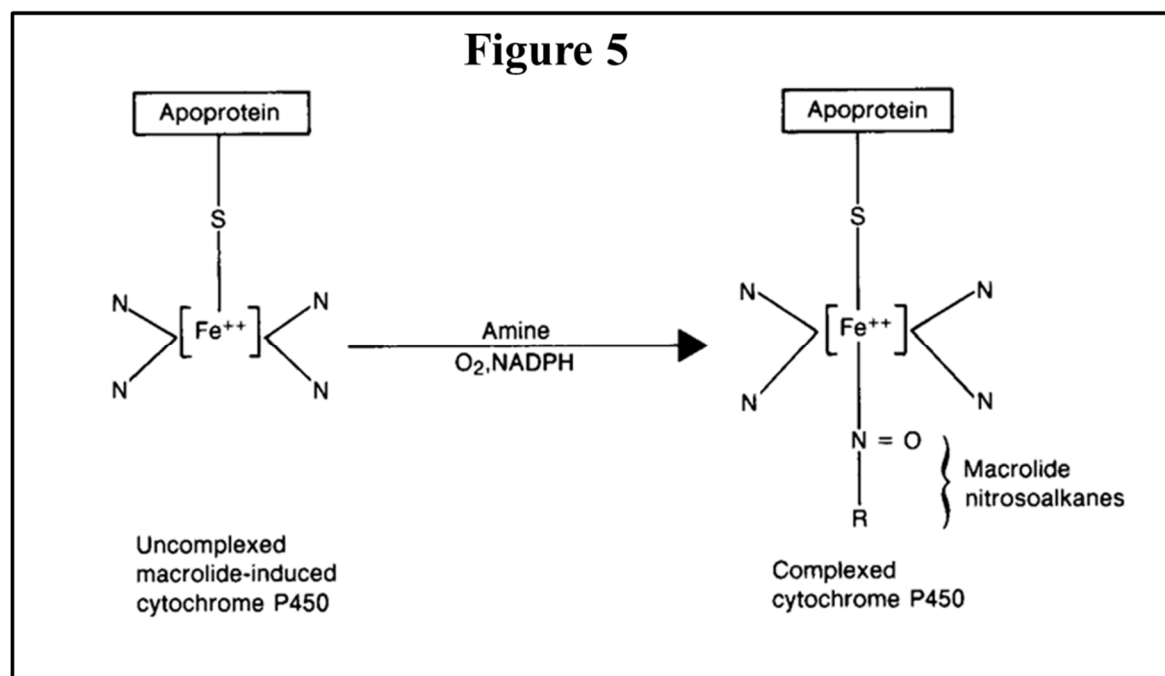 Figure 5
Apoprotein
S
N
N
[Fe++]
N
N
Uncomplexed
macrolide-induced
cytochrome P450
Amine
O2,NADPH
Apoprotein
S
N
N
[Fe++]
N
N
N = O
R
Macrolide
nitrosoalkanes
Complexed
cytochrome P450